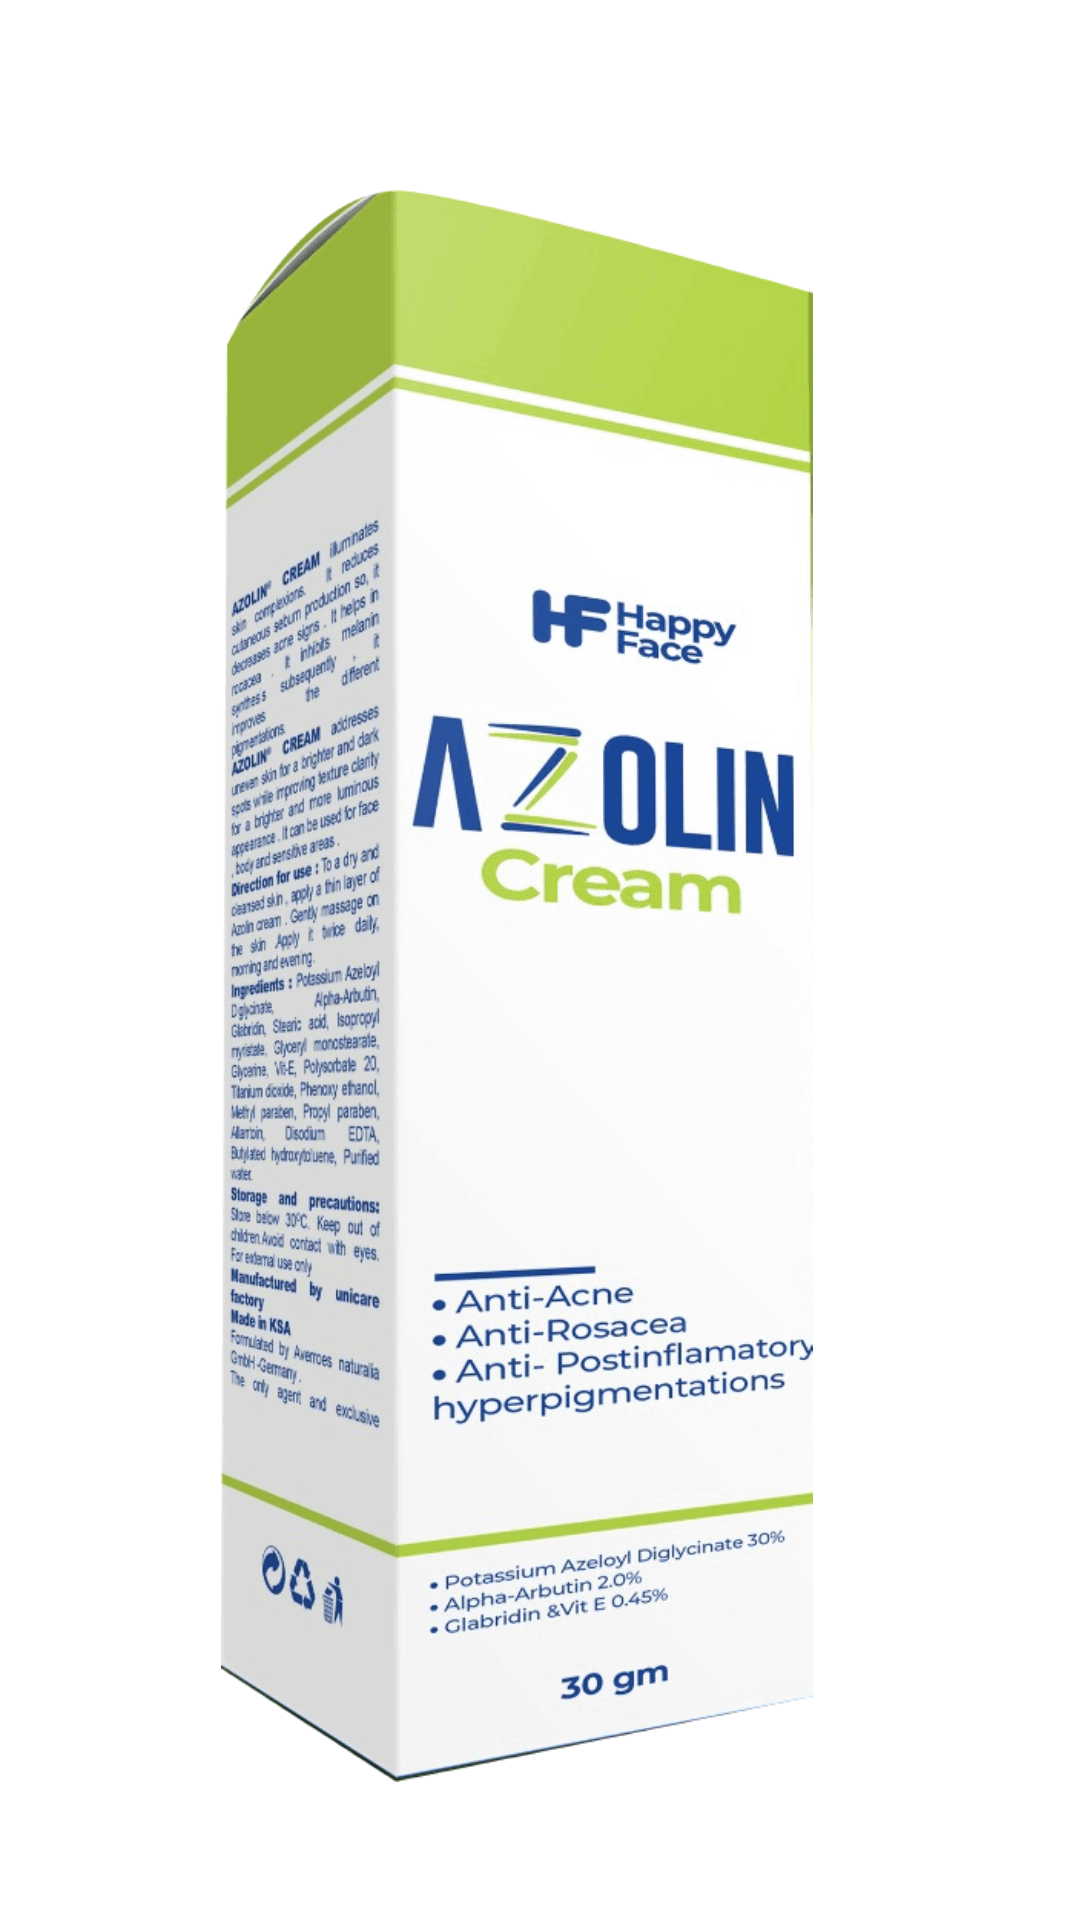 AZOLIN® CREAM illuminates
skin complexions. It reduces
cutaneous sebum production so, it
decreases acne signs . It helps in
rocacea . It inhibits melanin
synthesis subsequently , it
improves the different
pigmentations.
AZOLIN® CREAM addresses
uneven skin for a brighter and dark
spots while improving texture clarity
for a brighter and more luminous
appearance . It can be used for face
, body and sensitive areas .
Direction for use : To a dry and
cleansed skin , apply a thin layer of
Azolin cream . Gently massage on
the skin .Apply it twice daily,
morning and evening.
Ingredients : Potassium Azeloyl
Diglycinate, Alpha-Arbutin,
Glabridin, Stearic acid, Isopropyl
myristate, Glyceryl monostearate,
Glycerine, Vit-E, Polysorbate 20,
Titanium dioxide, Phenoxy ethanol,
Methyl paraben, Propyl paraben,
Allantoin, Disodium EDTA,
Butylated hydroxytoluene, Purified
water.
Storage and precautions:
Store below 30°C. Keep out of
children.Avoid contact with eyes.
For external use only
Manufactured by unicare
factory
Made in KSA
Formulated by Averroes naturalia
GmbH -Germany .
The only agent and exclusive
HF Happy
Face
AZOLIN
Cream
• Anti-Acne
• Anti-Rosacea
• Anti- Postinflamatory
hyperpigmentations
• Potassium Azeloyl Diglycinate 30%
• Alpha-Arbutin 2.0%
• Glabridin &Vit E 0.45%
30 gm